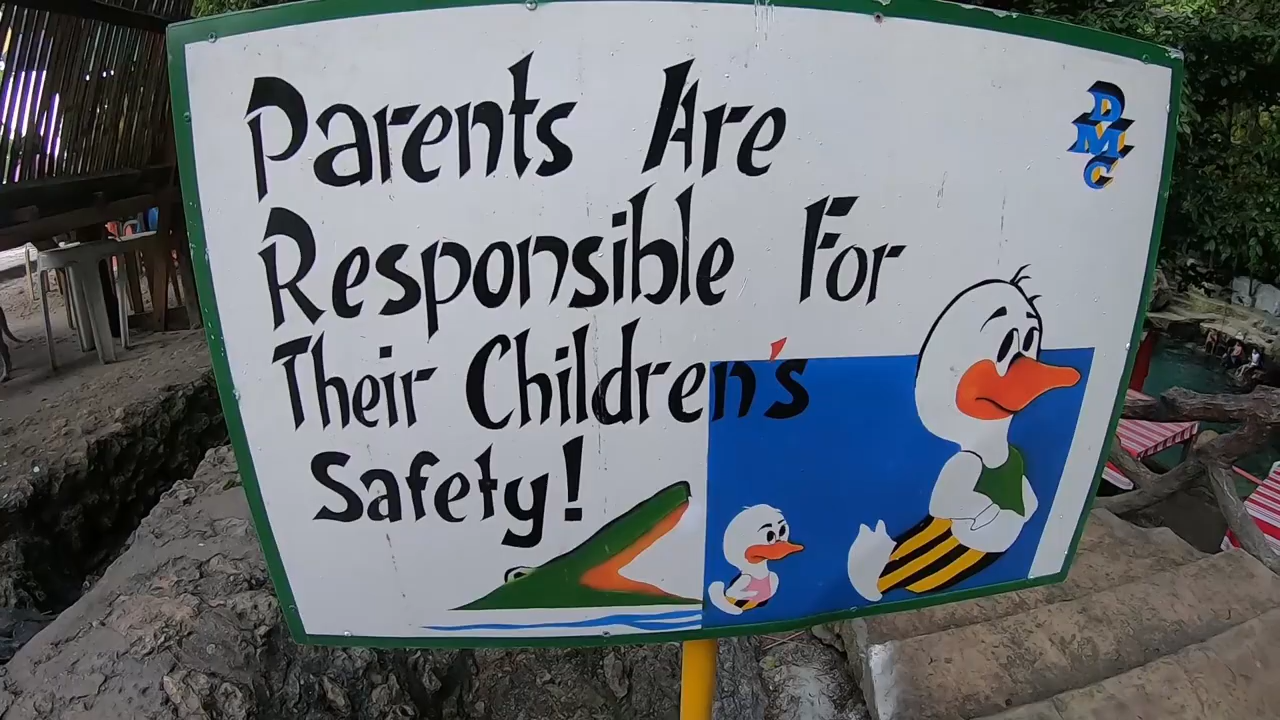 Parents Are
Responsible For
Their Children's
Safety!
DMC